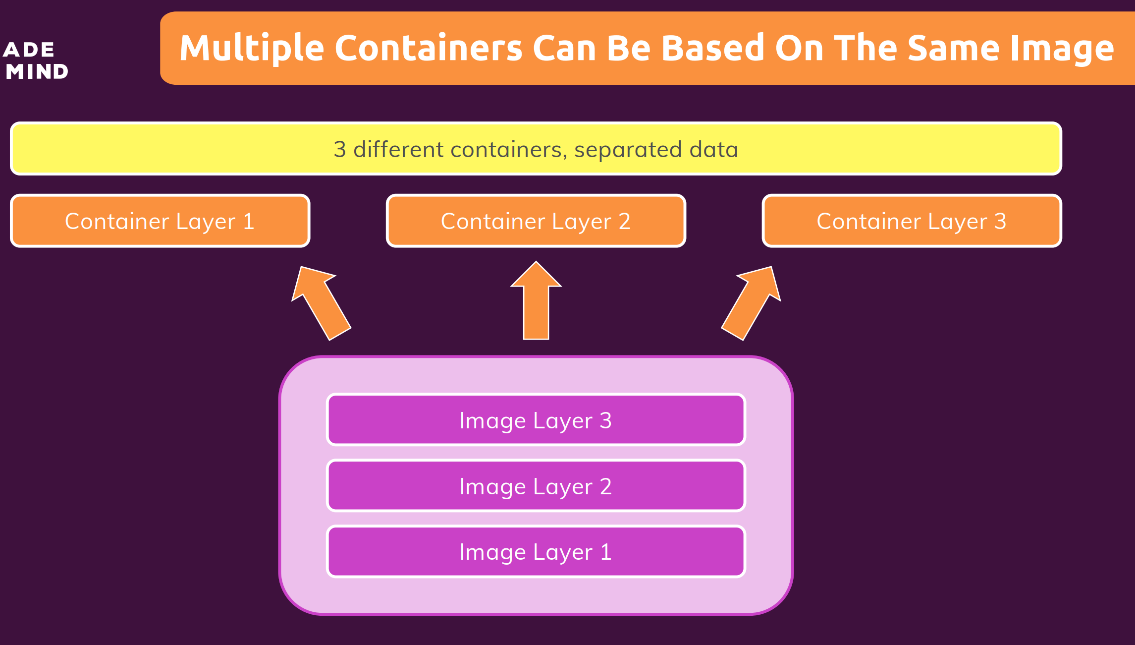 ADE
MIND
Multiple Containers Can Be Based On The Same Image
3 different containers, separated data
Container Layer 1
Container Layer 2
Container Layer 3
Image Layer 3
Image Layer 2
Image Layer 1